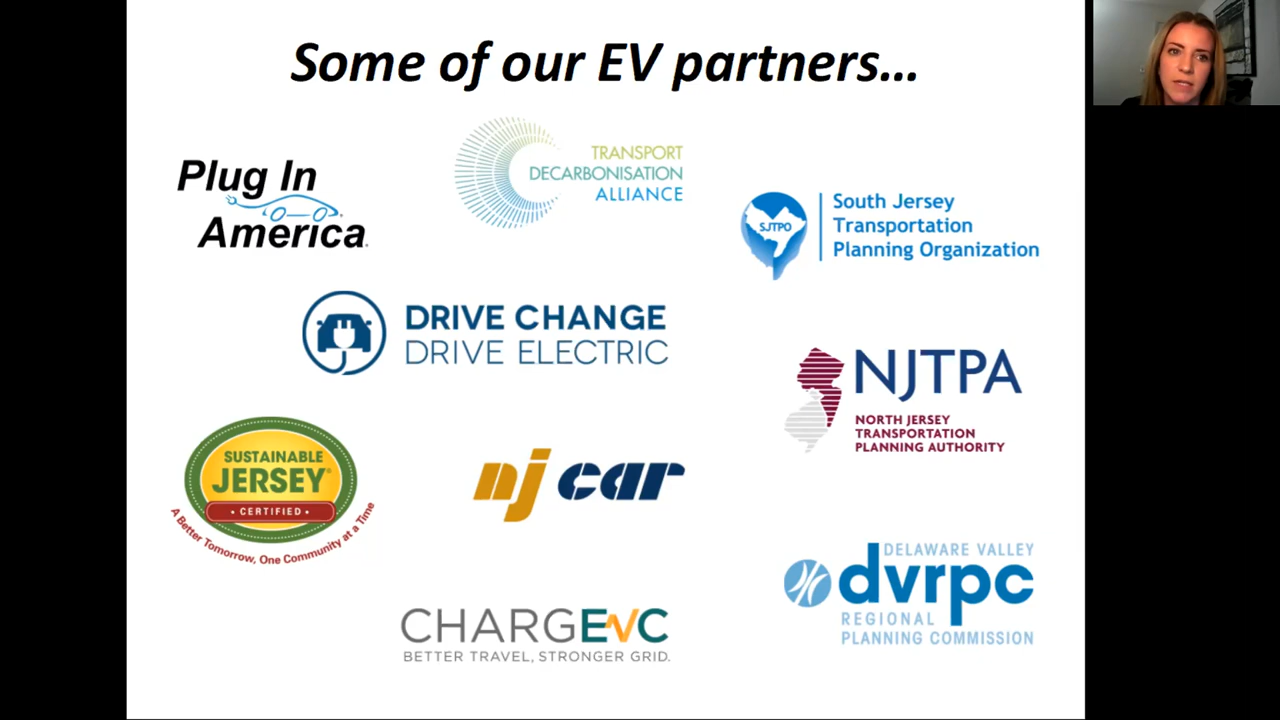 Some of our EV partners...
Plug In
America
TRANSPORT
DECARBONISATION
ALLIANCE
SJTPO
South Jersey
Transportation
Planning Organization
DRIVE CHANGE
DRIVE ELECTRIC
NJTPA
NORTH JERSEY
TRANSPORTATION
PLANNING AUTHORITY
SUSTAINABLE
JERSEY®
• CERTIFIED •
A Better Tomorrow, One Community at a Time
nj car
DELAWARE VALLEY
dvrpc
REGIONAL
PLANNING COMMISSION
CHARGEVC
BETTER TRAVEL, STRONGER GRID.